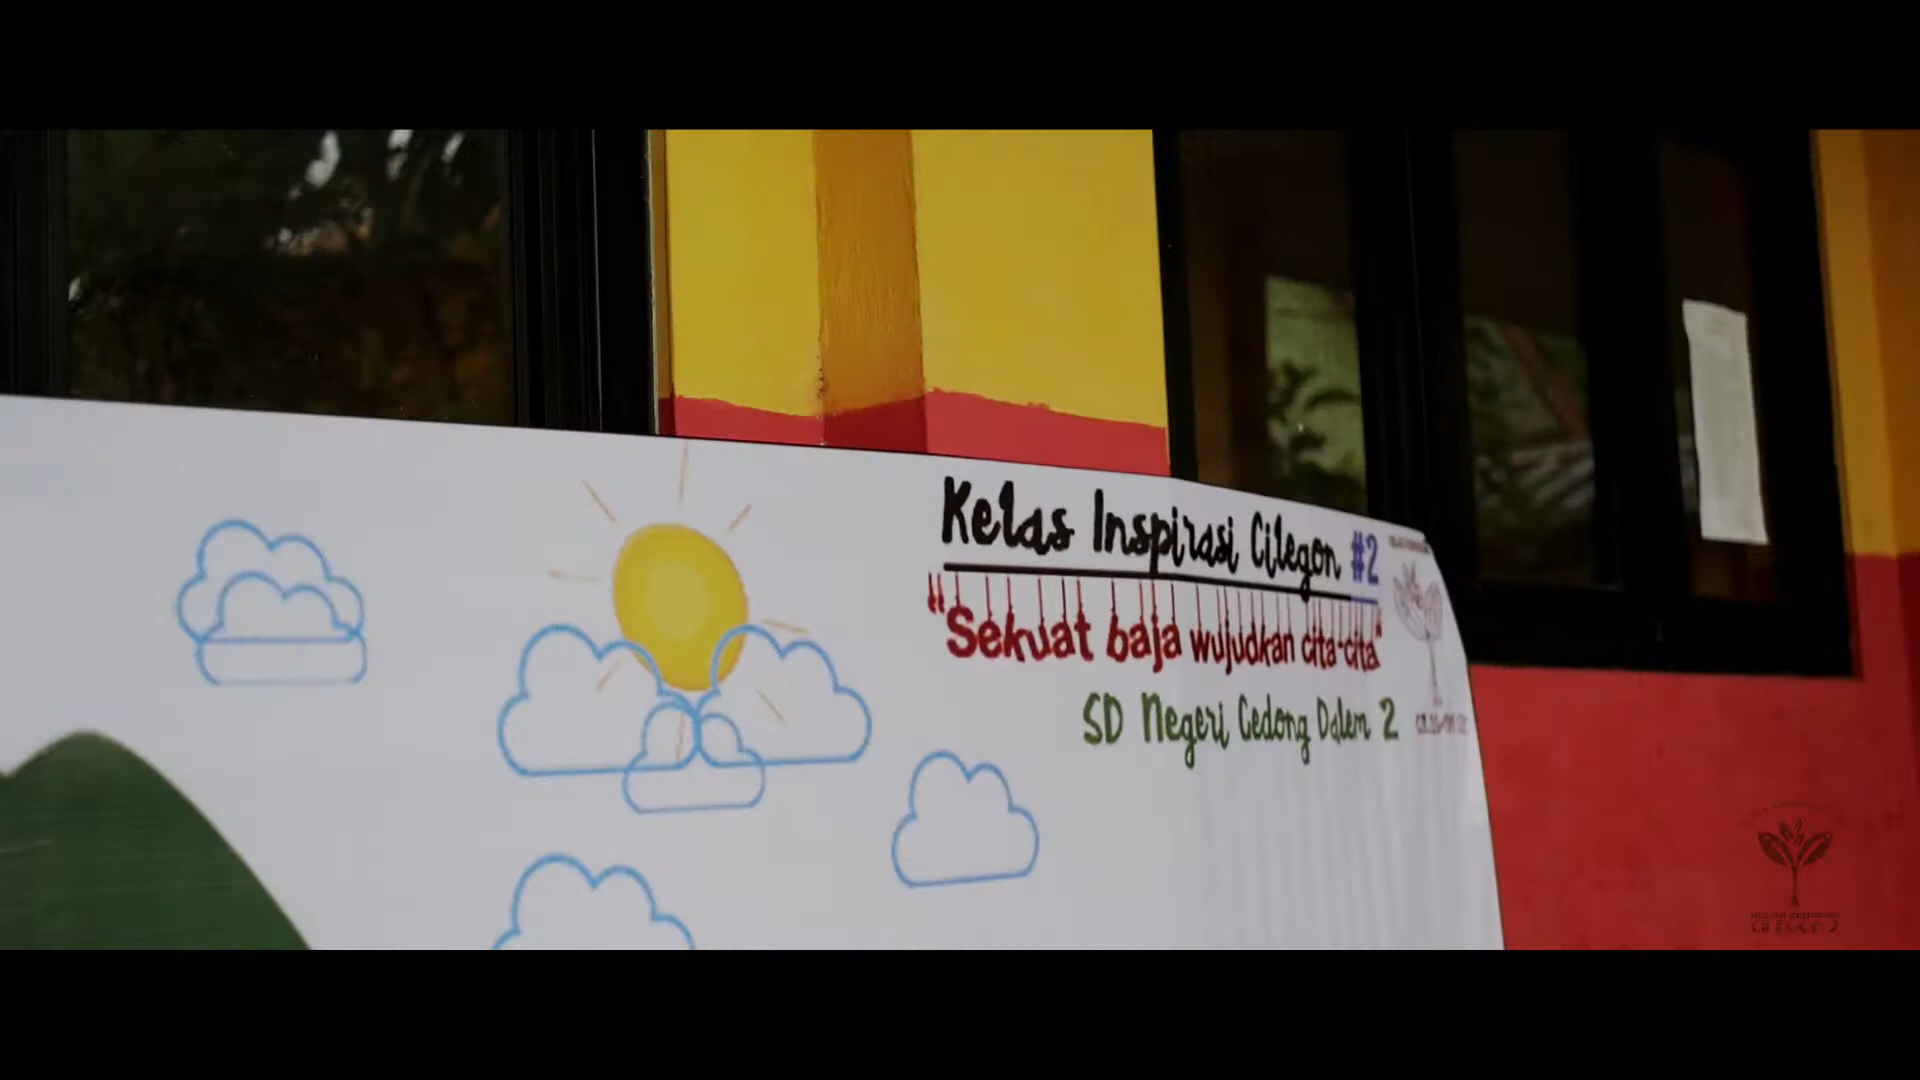 Kelas Inspirasi Cilegon #2
"Sekuat baja wujudkan cita-cita"
SD Negeri Gedong Dalem 2